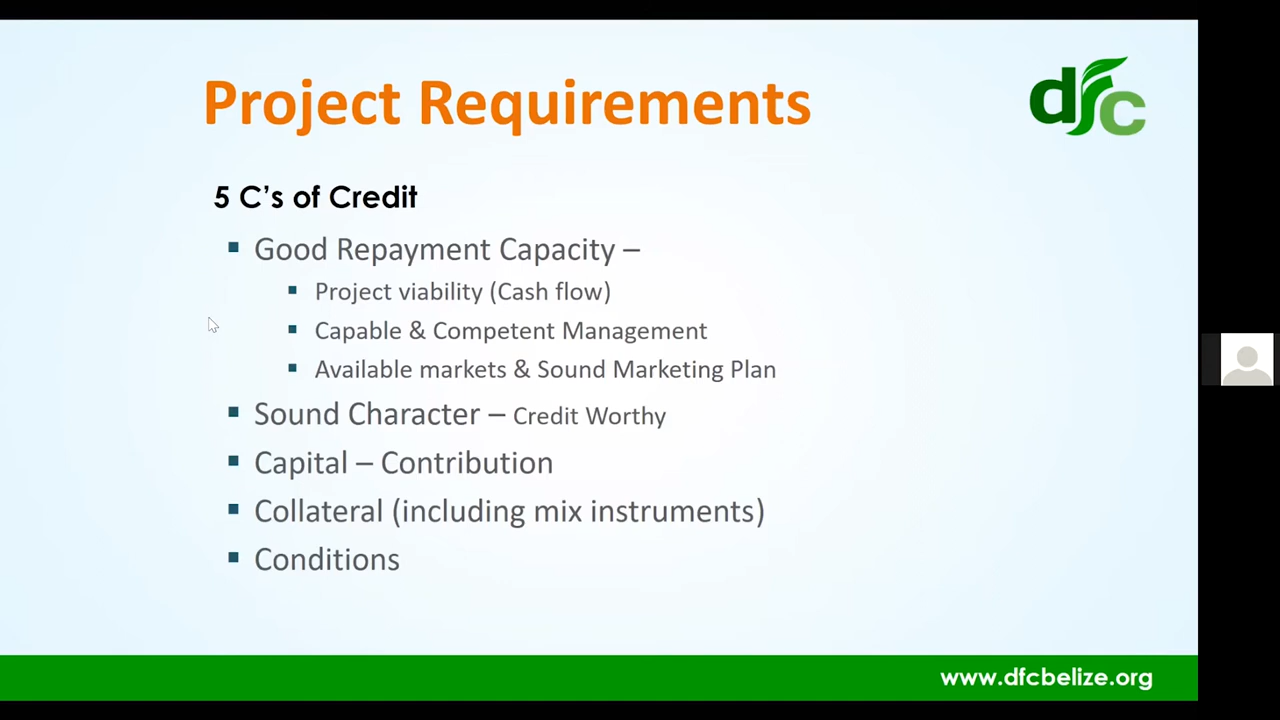 Project Requirements
dfc
5 C’s of Credit
Good Repayment Capacity –
Project viability (Cash flow)
Capable & Competent Management
Available markets & Sound Marketing Plan
Sound Character – Credit Worthy
Capital – Contribution
Collateral (including mix instruments)
Conditions
www.dfcbelize.org